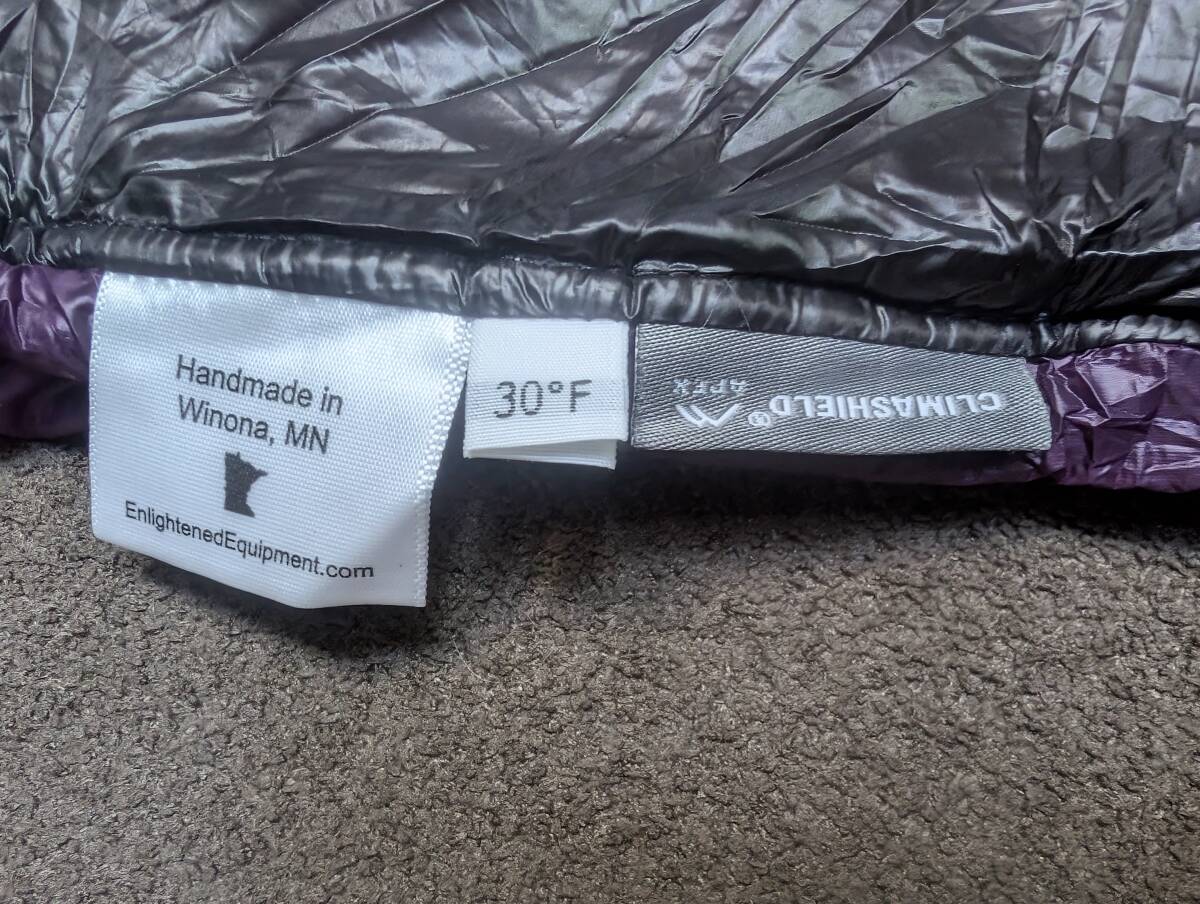 Handmade in
Winona, MN
EnlightenedEquipment.com
30°F
CLIMASHIELD®
APEX